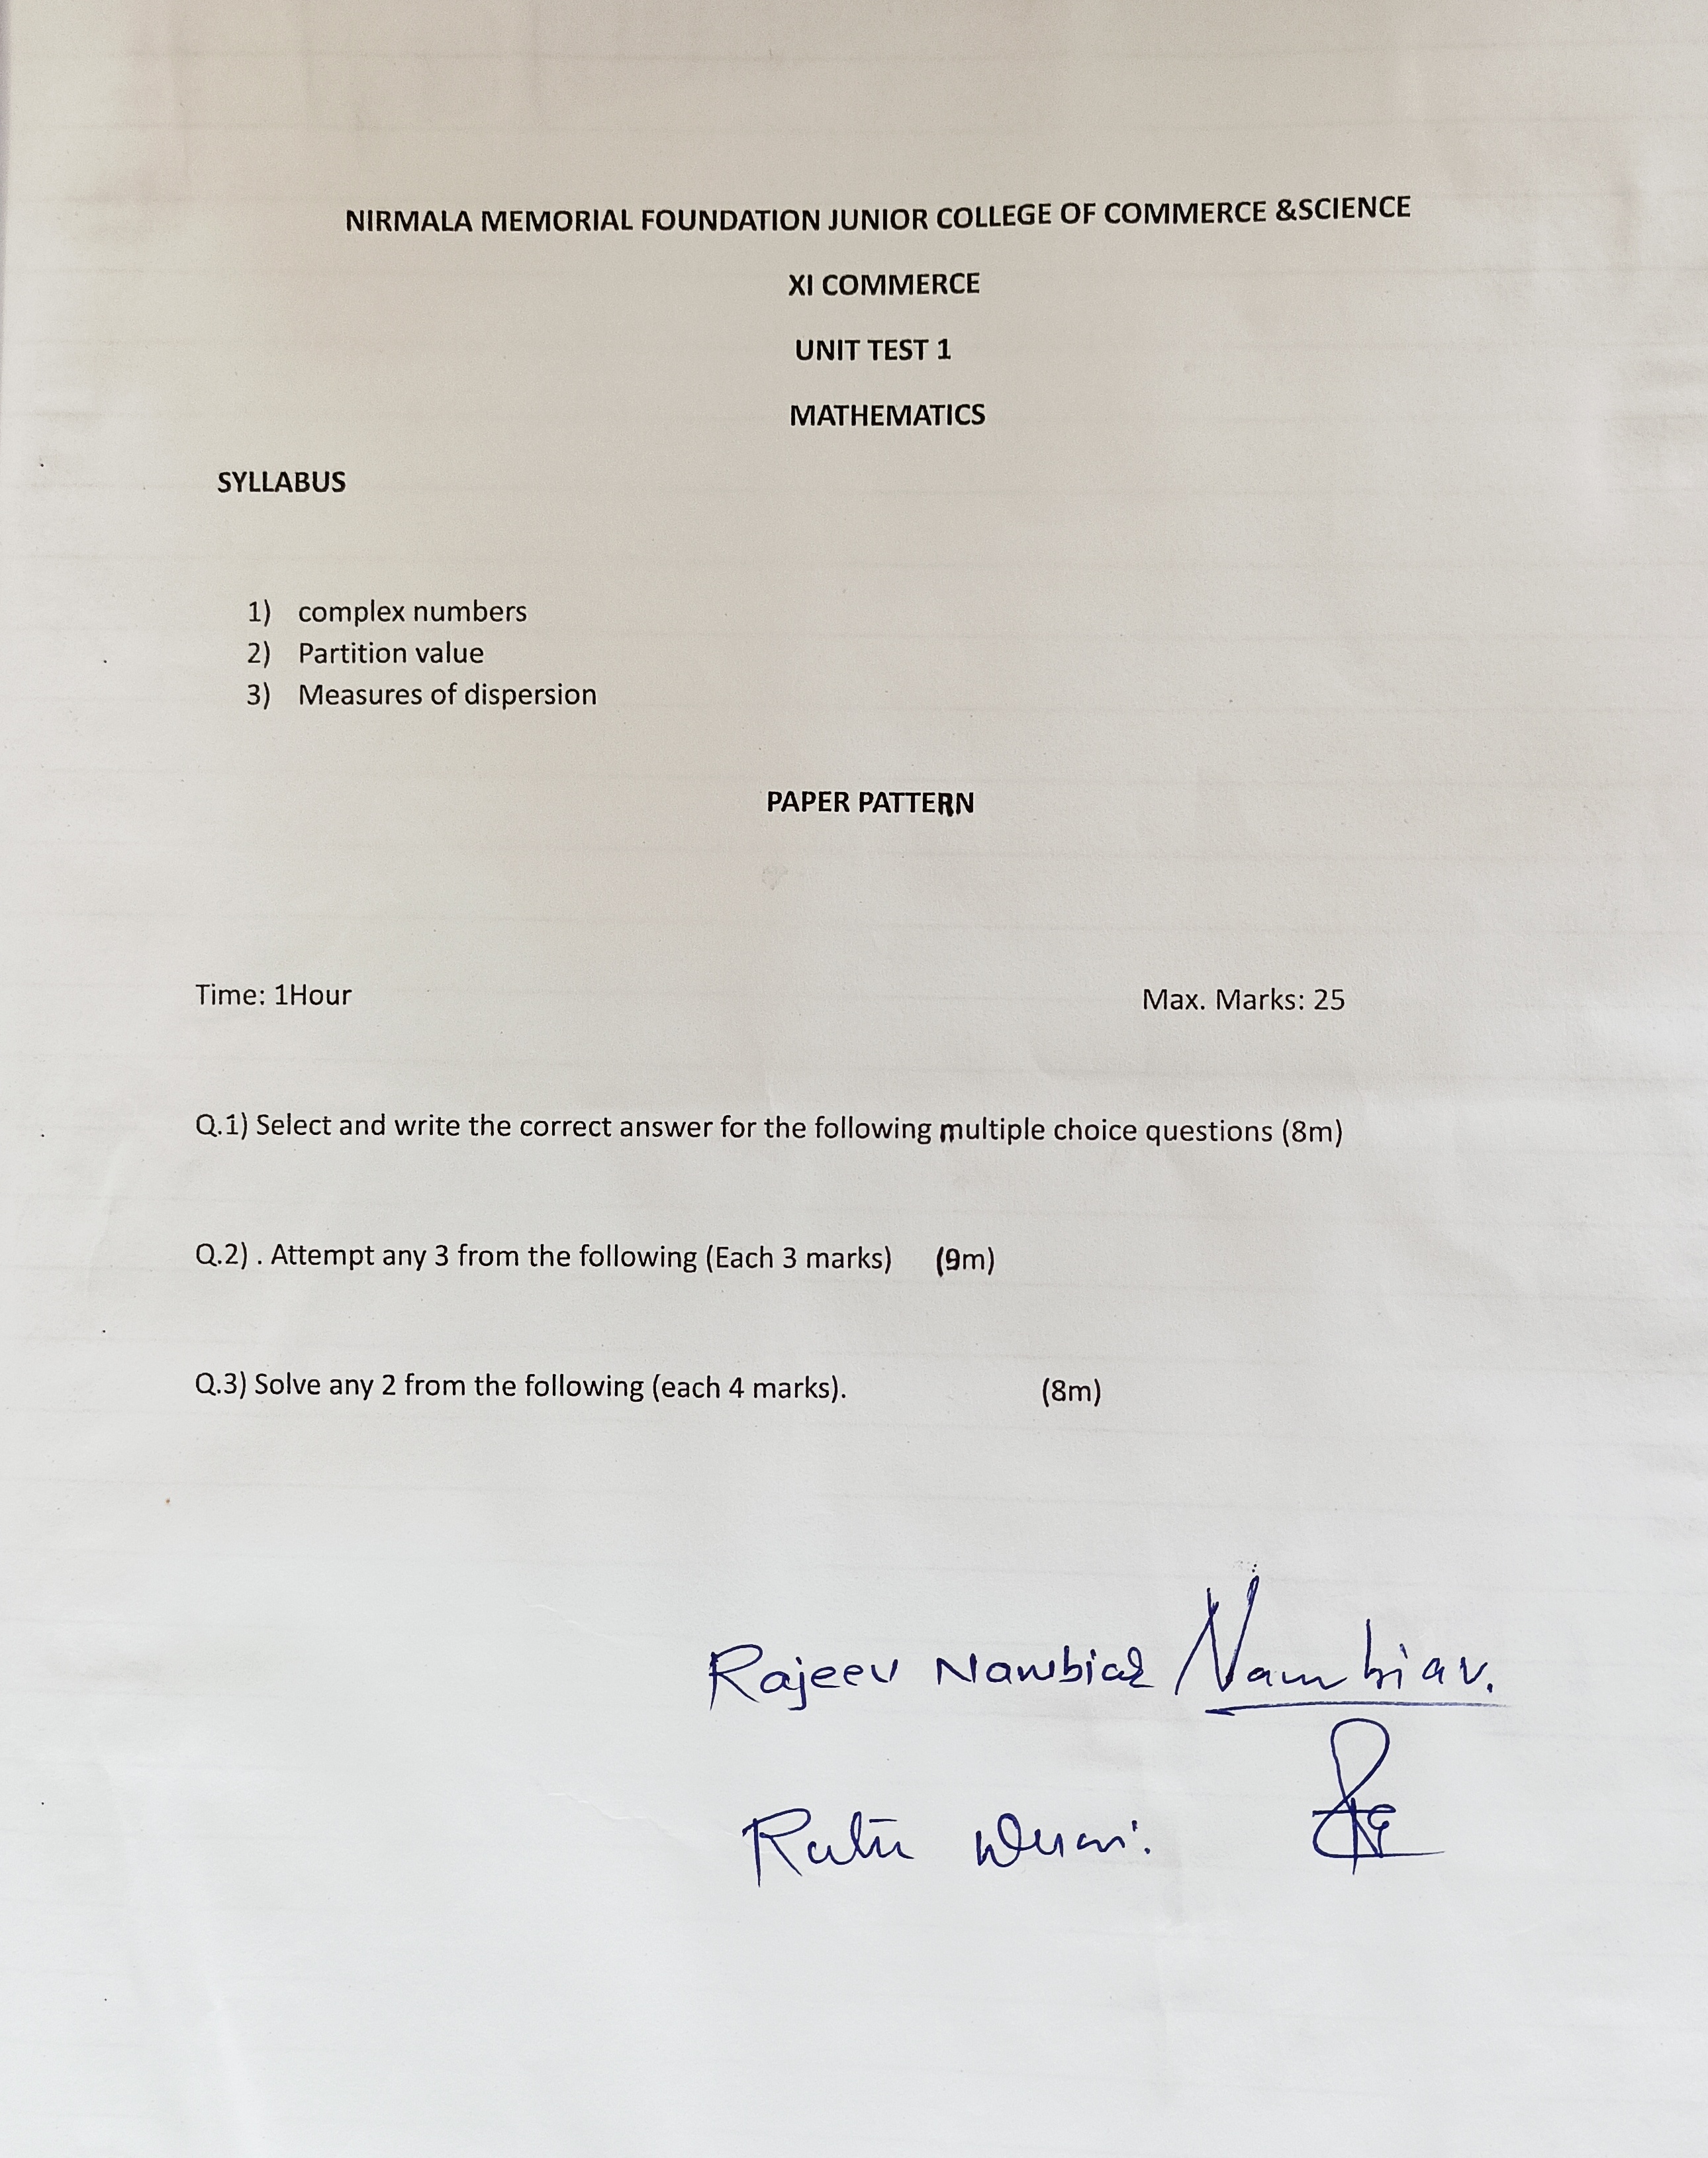 NIRMALA MEMORIAL FOUNDATION JUNIOR COLLEGE OF COMMERCE &SCIENCE
XI COMMERCE
UNIT TEST 1
MATHEMATICS
SYLLABUS
1) complex numbers
2) Partition value
3) Measures of dispersion
PAPER PATTERN
Time: 1Hour Max. Marks: 25
Q.1) Select and write the correct answer for the following multiple choice questions (8m)
Q.2) . Attempt any 3 from the following (Each 3 marks) (9m)
Q.3) Solve any 2 from the following (each 4 marks). (8m)
Rajeev Nambiar Nambiar.